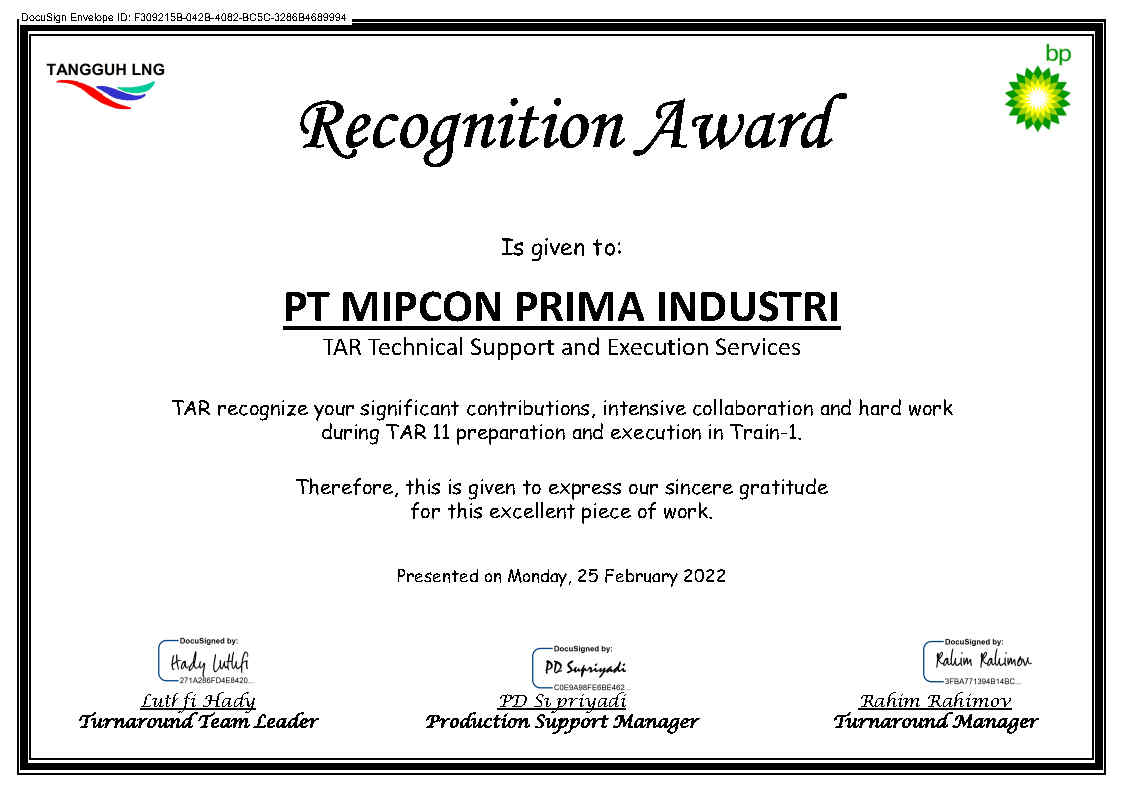 DocuSign Envelope ID: F309215B-042B-4082-BC5C-3286B4689994
TANGGUH LNG
bp
Recognition Award
Is given to:
PT MIPCON PRIMA INDUSTRI
TAR Technical Support and Execution Services
TAR recognize your significant contributions, intensive collaboration and hard work
during TAR 11 preparation and execution in Train-1.
Therefore, this is given to express our sincere gratitude
for this excellent piece of work.
Presented on Monday, 25 February 2022
DocuSigned by:
Hady Luthfi
271A286FD4E8420...
Luthfi Hady
Turnaround Team Leader
DocuSigned by:
PD Supriyadi
C0E9A98FE6BE462...
PD Supriyadi
Production Support Manager
DocuSigned by:
Rahim Rahimov
3FBA771394B14BC...
Rahim Rahimov
Turnaround Manager